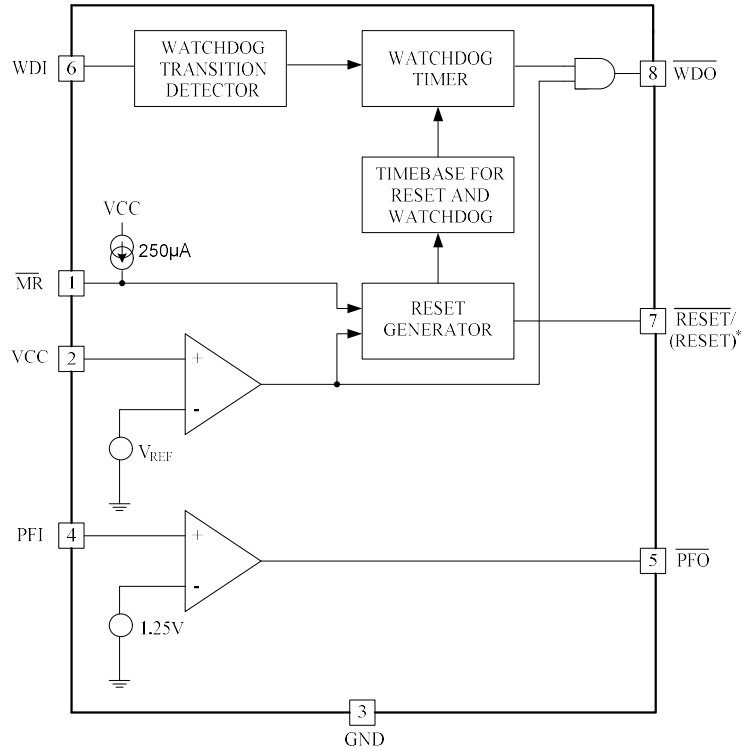 WDI
6
WATCHDOG
TRANSITION
DETECTOR
WATCHDOG
TIMER
8
WDO
TIMEBASE FOR
RESET AND
WATCHDOG
VCC
250µA
MR
1
RESET
GENERATOR
7
RESET/
(RESET)*
VCC
2
+
-
VREF
PFI
4
+
-
1.25V
5
PFO
3
GND